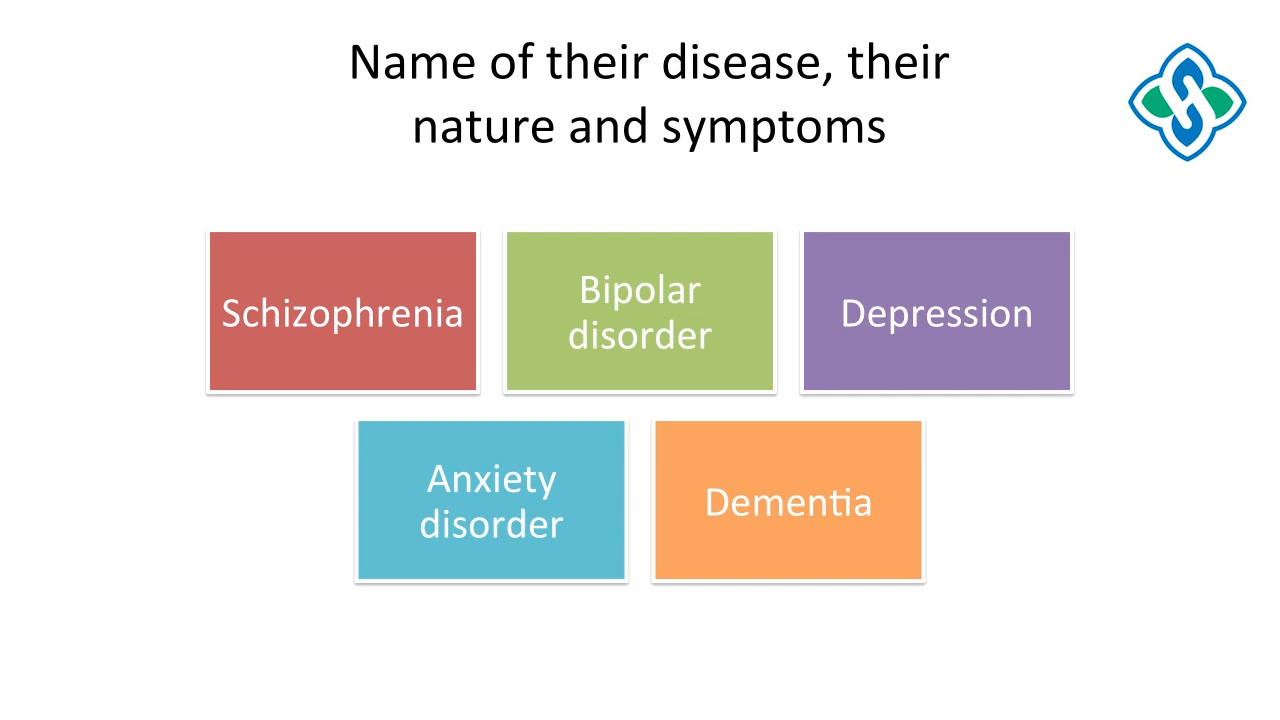 Name of their disease, their
nature and symptoms
Schizophrenia
Bipolar
disorder
Depression
Anxiety
disorder
Dementia